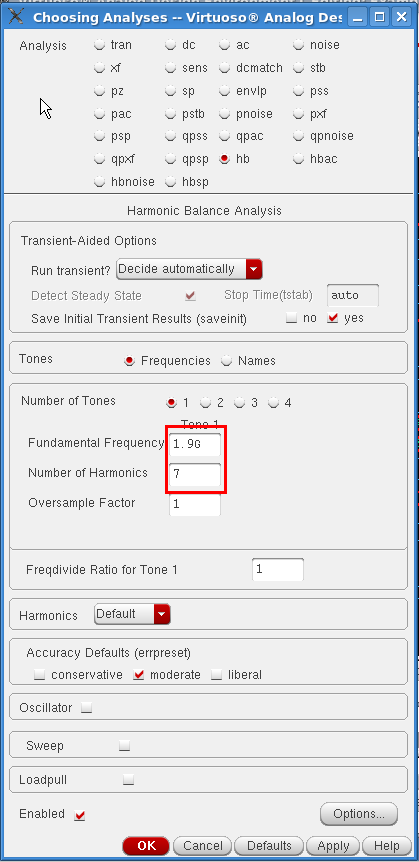 Choosing Analyses -- Virtuoso® Analog Des
Analysis tran dc ac noise
xf sens dcmatch stb
pz sp envlp pss
pac pstb pnoise pxf
psp qpss qpac qpnoise
qpxf qpsp hb hbac
hbnoise hbsp
Harmonic Balance Analysis
Transient-Aided Options
Run transient? Decide automatically
Detect Steady State Stop Time(tstab) auto
Save Initial Transient Results (saveinit) no yes
Tones Frequencies Names
Number of Tones 1 2 3 4
Tone 1
Fundamental Frequency 1.9G
Number of Harmonics 7
Oversample Factor 1
Freqdivide Ratio for Tone 1 1
Harmonics Default
Accuracy Defaults (errpreset)
conservative moderate liberal
Oscillator
Sweep
Loadpull
Enabled Options...
OK Cancel Defaults Apply Help